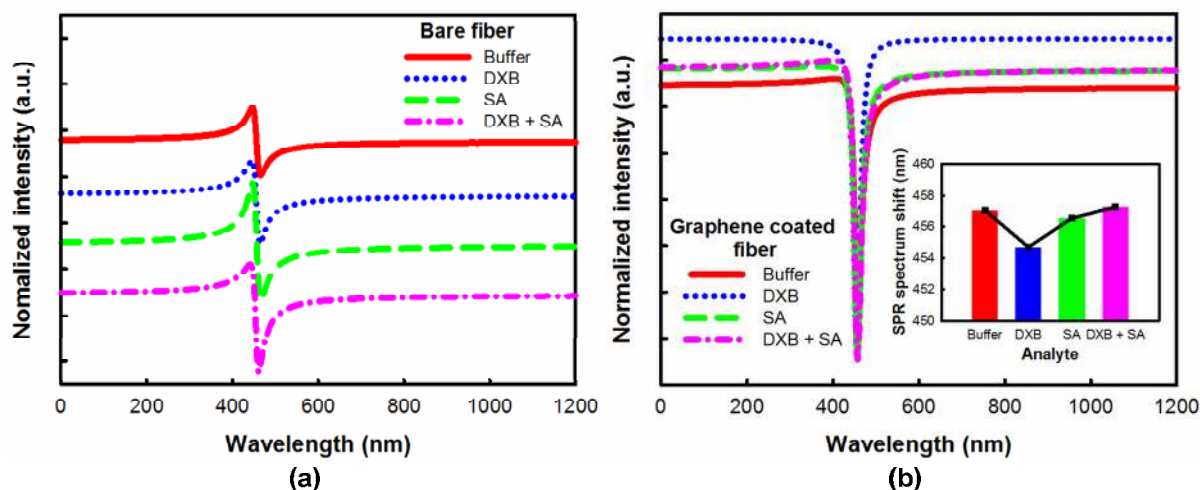 Normalized intensity (a.u.)
Bare fiber
Buffer
DXB
SA
DXB + SA
0 200 400 600 800 1000 1200
Wavelength (nm)
(a)
Normalized intensity (a.u.)
Graphene coated
fiber
Buffer
DXB
SA
DXB + SA
SPR spectrum shift (nm)
460
458
456
454
452
450
Buffer DXB SA DXB + SA
Analyte
0 200 400 600 800 1000 1200
Wavelength (nm)
(b)